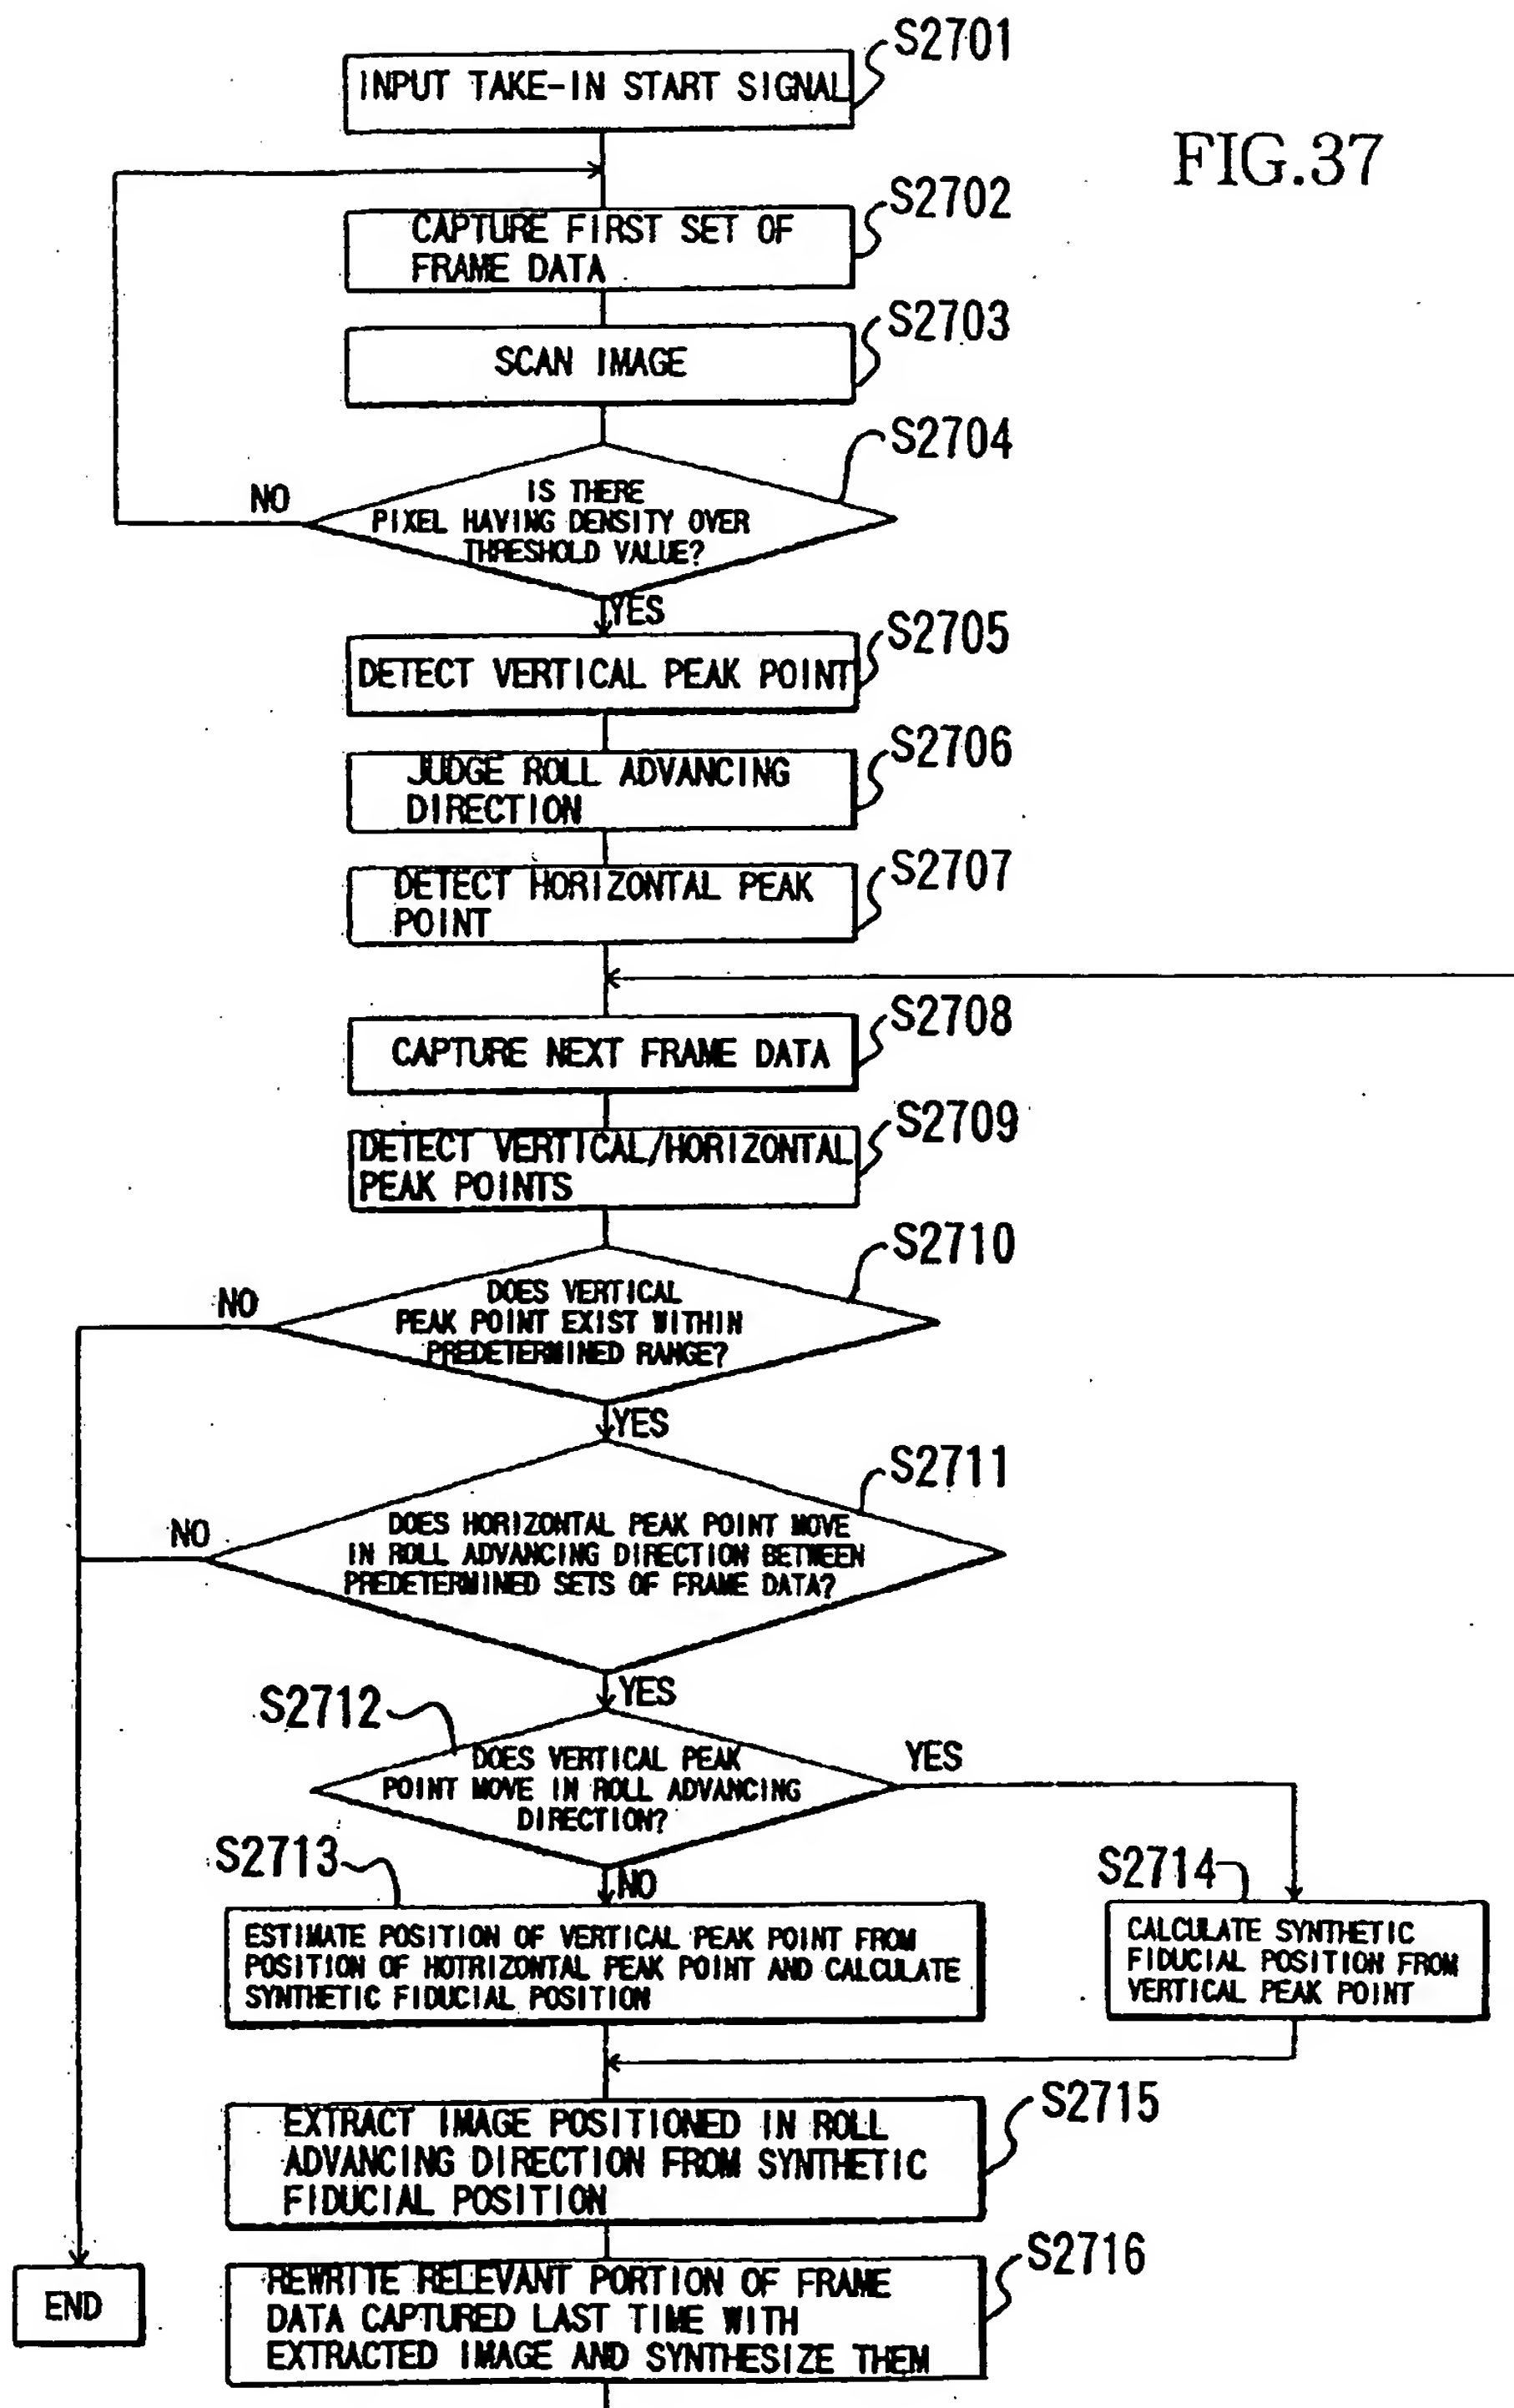 S2701
INPUT TAKE-IN START SIGNAL
FIG.37
S2702
CAPTURE FIRST SET OF
FRAME DATA
S2703
SCAN IMAGE
S2704
NO
IS THERE
PIXEL HAVING DENSITY OVER
THRESHOLD VALUE?
YES
S2705
DETECT VERTICAL PEAK POINT
S2706
JUDGE ROLL ADVANCING
DIRECTION
S2707
DETECT HORIZONTAL PEAK
POINT
S2708
CAPTURE NEXT FRAME DATA
S2709
DETECT VERTICAL/HORIZONTAL
PEAK POINTS
S2710
NO
DOES VERTICAL
PEAK POINT EXIST WITHIN
PREDETERMINED RANGE?
YES
S2711
NO
DOES HORIZONTAL PEAK POINT MOVE
IN ROLL ADVANCING DIRECTION BETWEEN
PREDETERMINED SETS OF FRAME DATA?
YES
S2712
DOES VERTICAL PEAK
POINT MOVE IN ROLL ADVANCING
DIRECTION?
YES
NO
S2713
ESTIMATE POSITION OF VERTICAL PEAK POINT FROM
POSITION OF HOTRIZONTAL PEAK POINT AND CALCULATE
SYNTHETIC FIDUCIAL POSITION
S2714
CALCULATE SYNTHETIC
FIDUCIAL POSITION FROM
VERTICAL PEAK POINT
S2715
EXTRACT IMAGE POSITIONED IN ROLL
ADVANCING DIRECTION FROM SYNTHETIC
FIDUCIAL POSITION
S2716
REWRITE RELEVANT PORTION OF FRAME
DATA CAPTURED LAST TIME WITH
EXTRACTED IMAGE AND SYNTHESIZE THEM
END